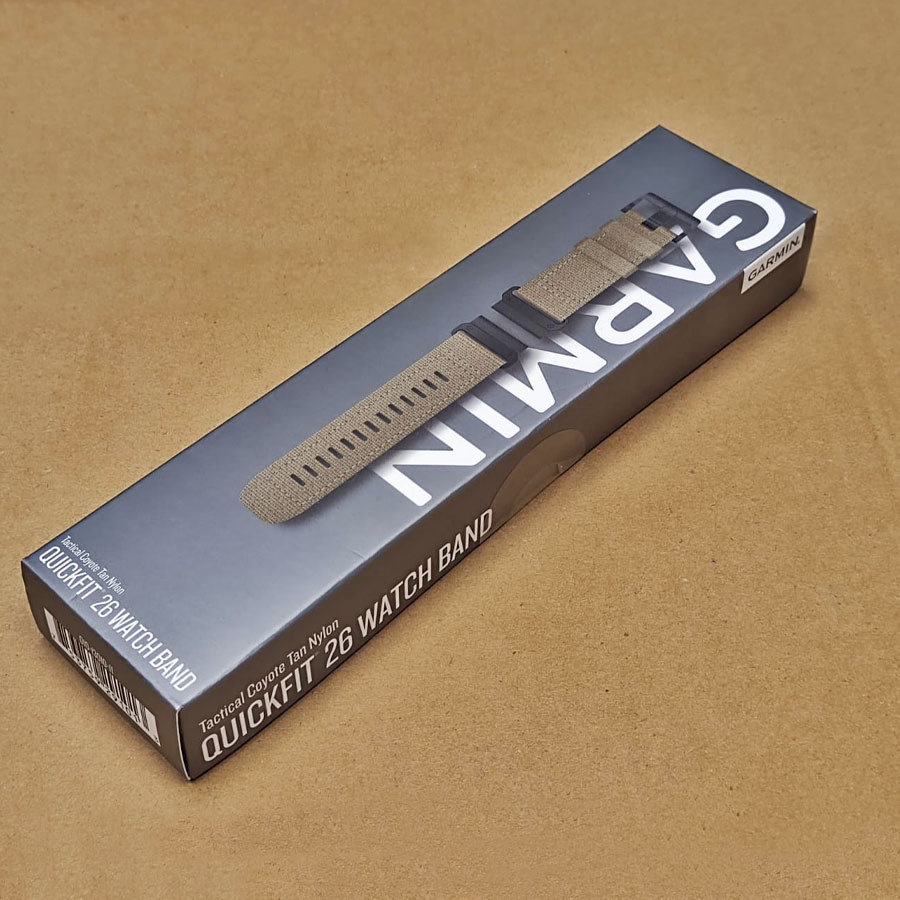 GARMIN
GARMIN.
Tactical Coyote Tan Nylon
QUICKFIT® 26 WATCH BAND
Tactical Coyote Tan Nylon
QUICKFIT® 26 WATCH BAND